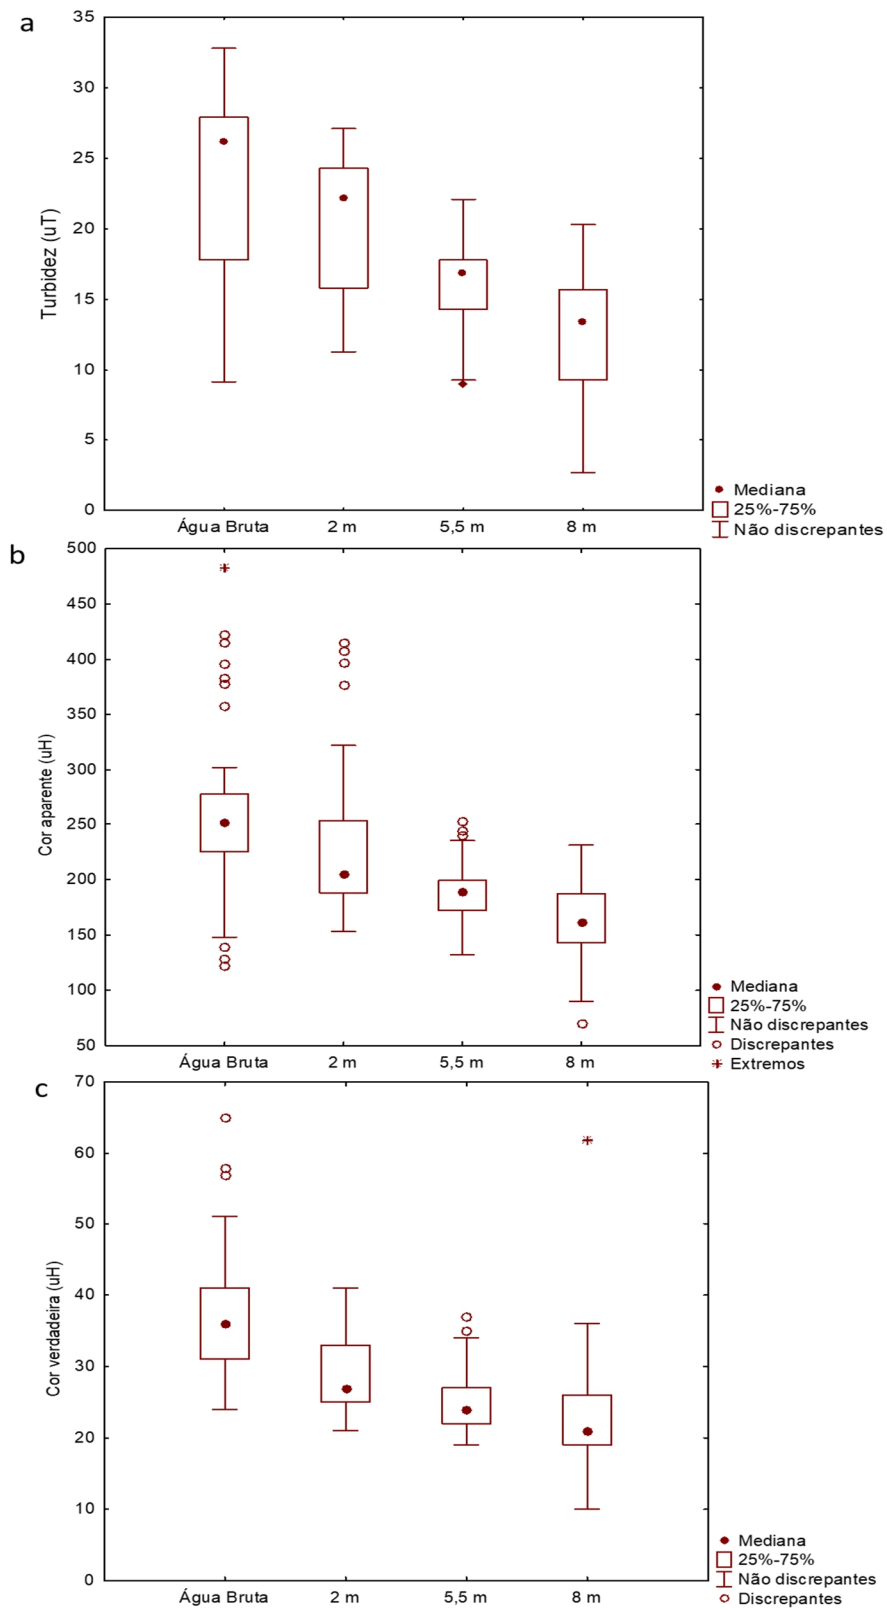 a
35
30
25
20
15
10
5
0
Turbidez (uT)
Água Bruta 2 m 5,5 m 8 m
Mediana
25%-75%
Não discrepantes
b
500
450
400
350
300
250
200
150
100
50
Cor aparente (uH)
Água Bruta 2 m 5,5 m 8 m
Mediana
25%-75%
Não discrepantes
Discrepantes
Extremos
c
70
60
50
40
30
20
10
0
Cor verdadeira (uH)
Água Bruta 2 m 5,5 m 8 m
Mediana
25%-75%
Não discrepantes
Discrepantes